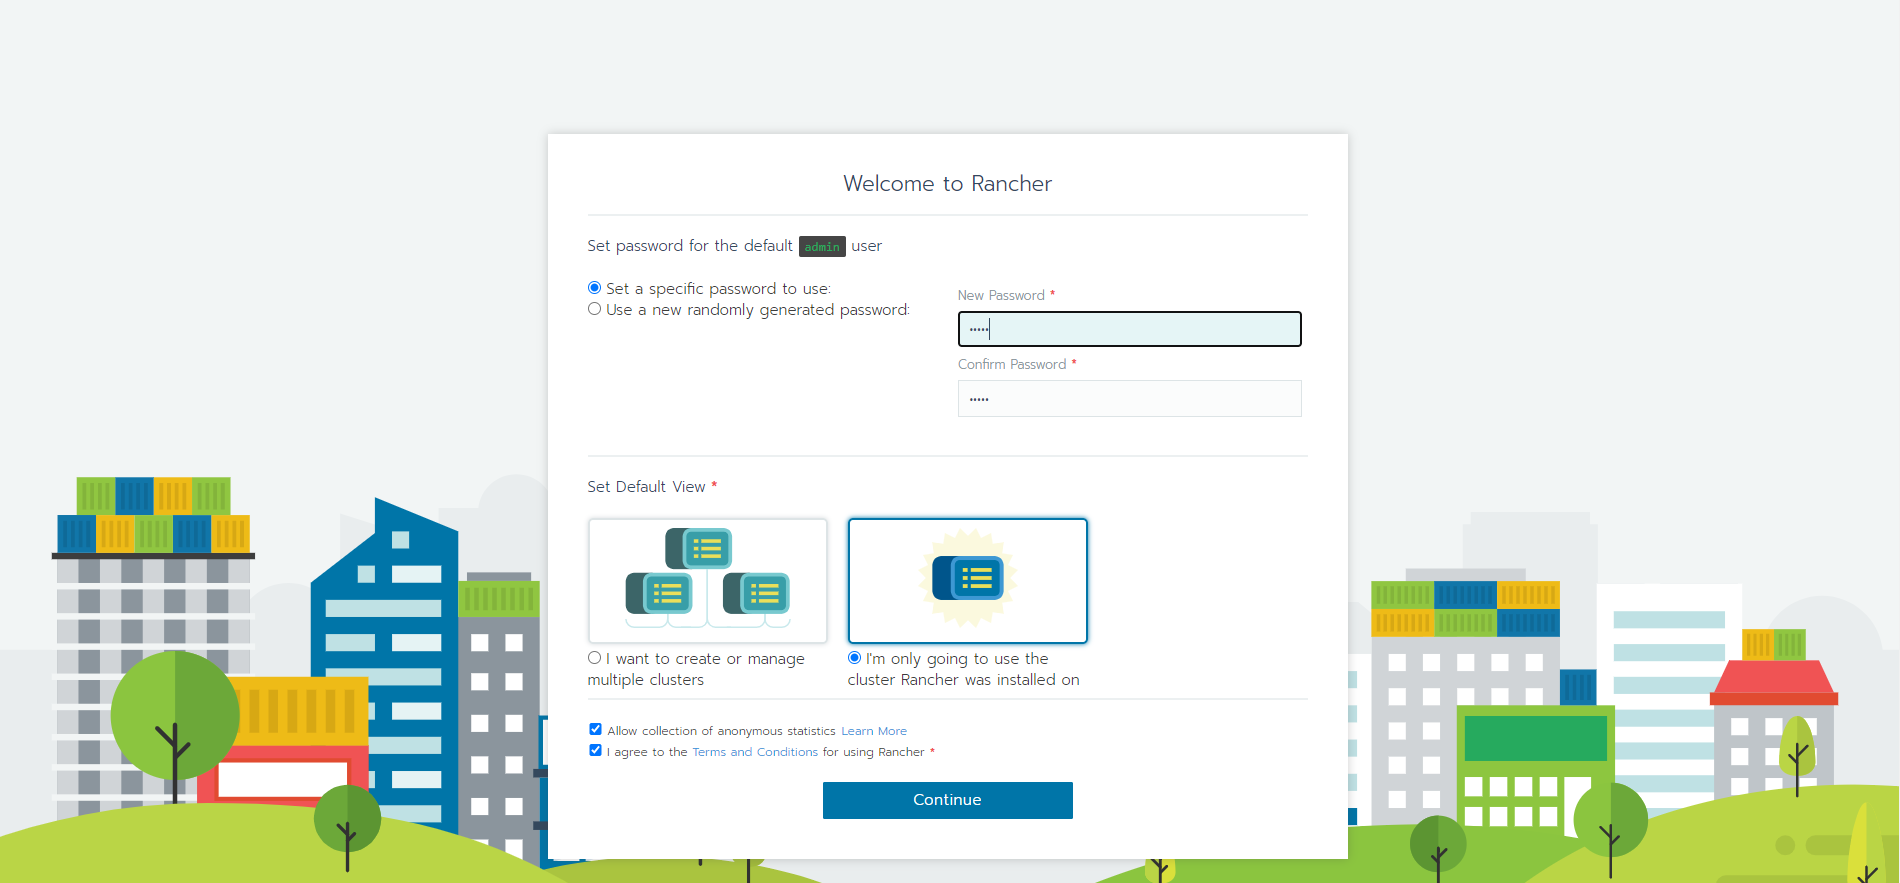 Welcome to Rancher
Set password for the default admin user
Set a specific password to use:
Use a new randomly generated password:
New Password *
•••••
Confirm Password *
•••••
Set Default View *
I want to create or manage
multiple clusters
I'm only going to use the
cluster Rancher was installed on
Allow collection of anonymous statistics Learn More
I agree to the Terms and Conditions for using Rancher *
Continue